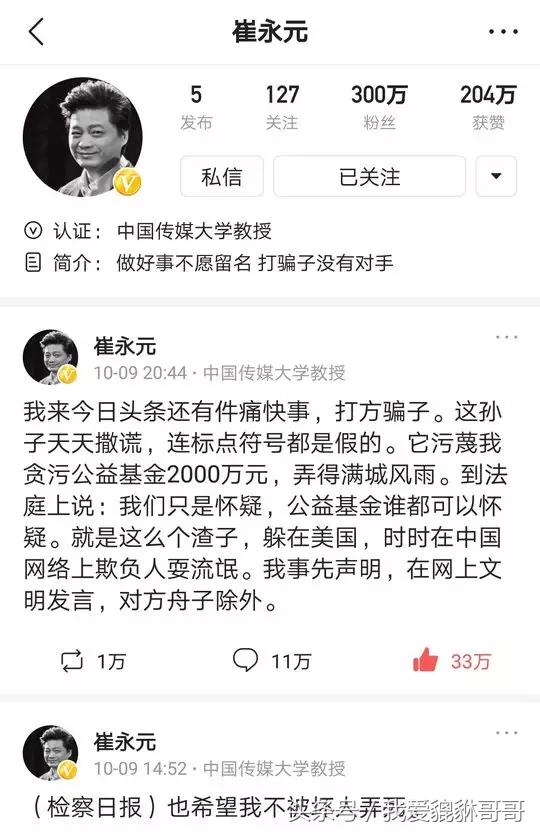 崔永元
5 127 300万 204万
发布 关注 粉丝 获赞
私信 已关注
认证：中国传媒大学教授
简介：做好事不愿留名 打骗子没有对手
崔永元
10-09 20:44 · 中国传媒大学教授
我来今日头条还有件痛快事，打方骗子。这孙
子天天撒谎，连标点符号都是假的。它污蔑我
贪污公益基金2000万元，弄得满城风雨。到法
庭上说：我们只是怀疑，公益基金谁都可以怀
疑。就是这么个渣子，躲在美国，时时在中国
网络上欺负人耍流氓。我事先声明，在网上文
明发言，对方舟子除外。
1万 11万 33万
崔永元
10-09 14:52 · 中国传媒大学教授
（检察日报）也希望我不被坏人弄死。
头条号／我爱貔貅哥哥